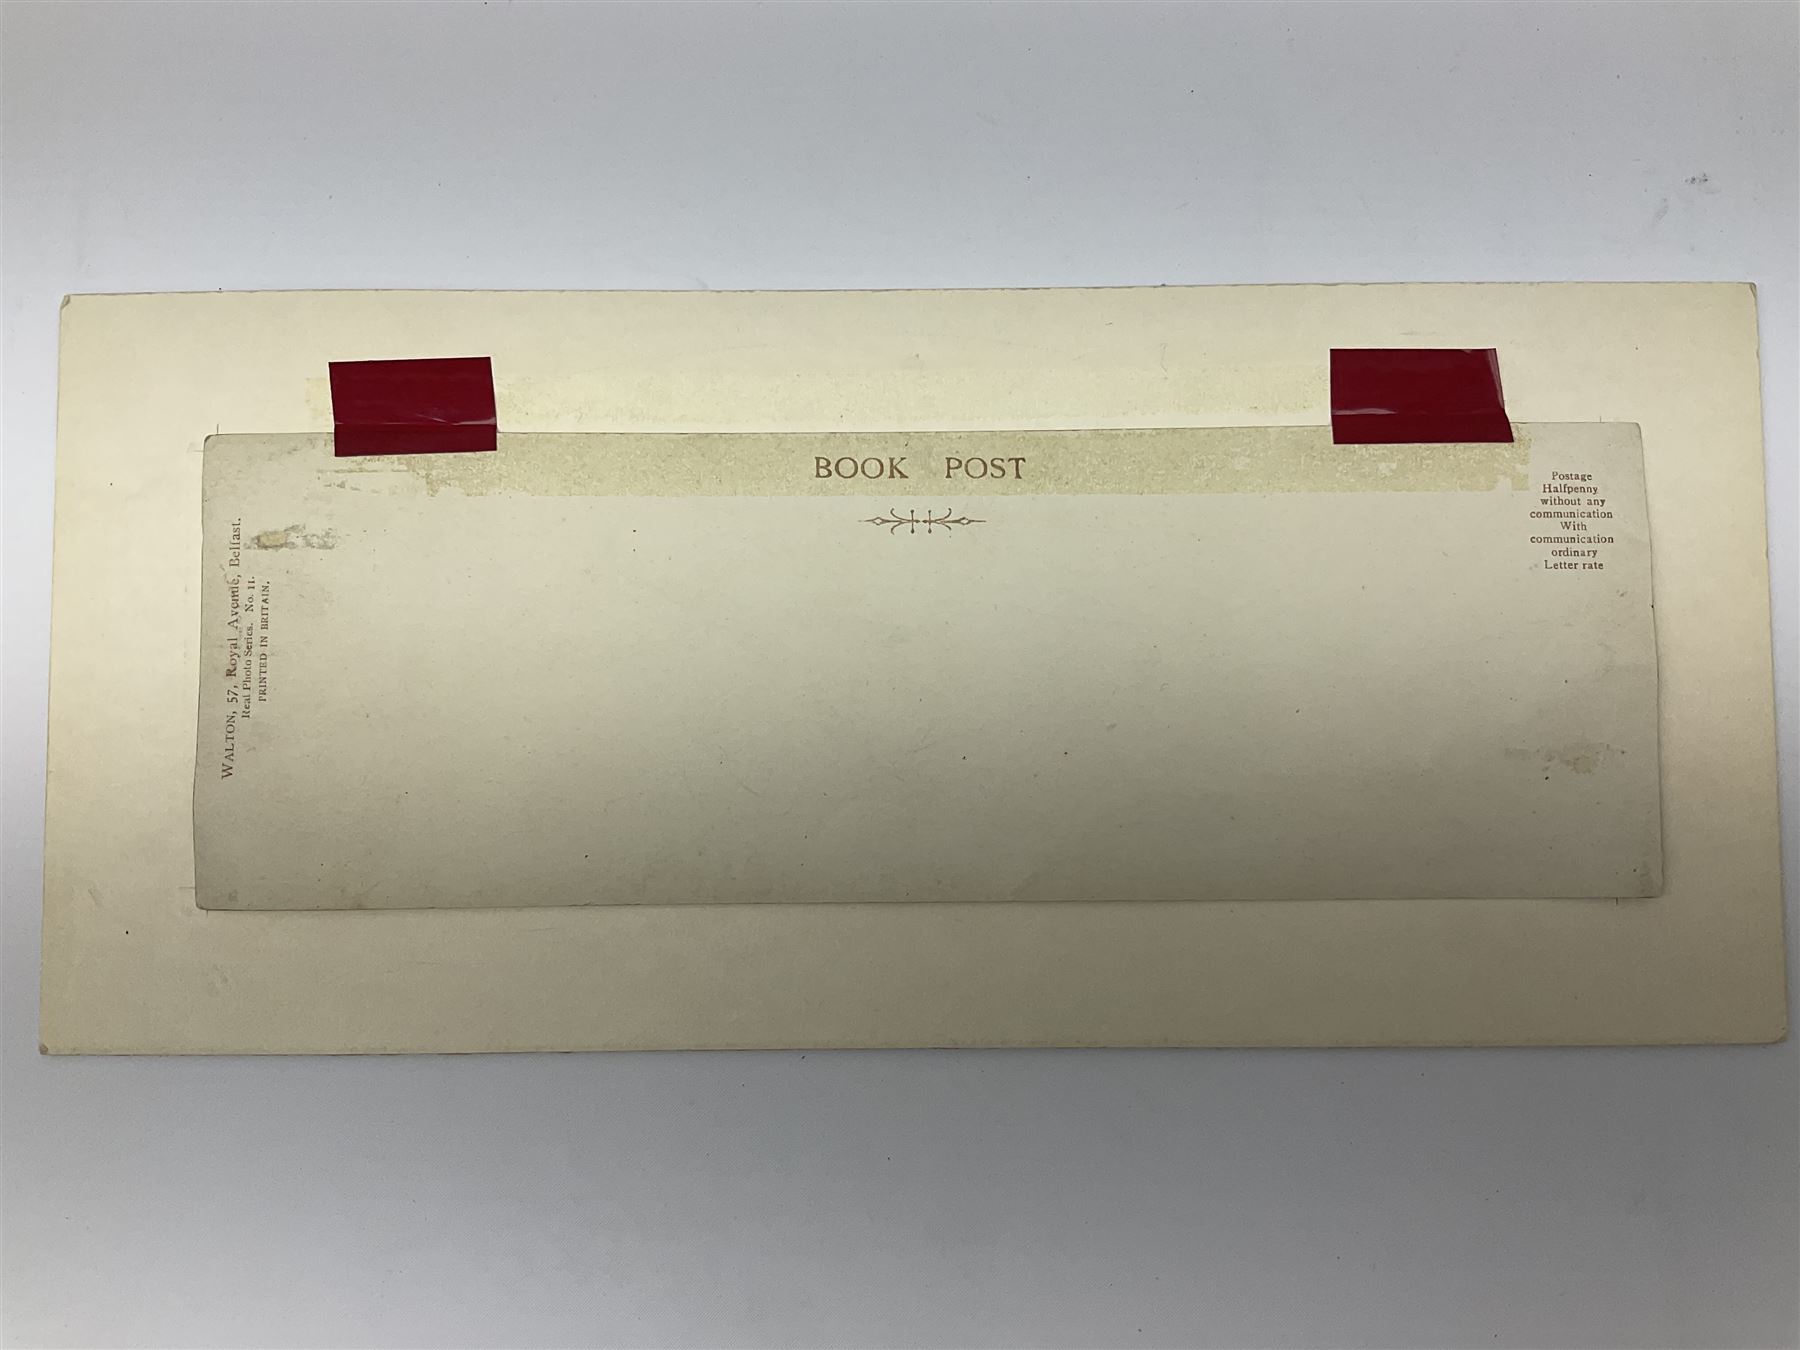 BOOK POST
Postage
Halfpenny
without any
communication
With
communication
ordinary
Letter rate
WALTON, 57, Royal Avenue, Belfast.
Real Photo Series. No. 11.
PRINTED IN BRITAIN.